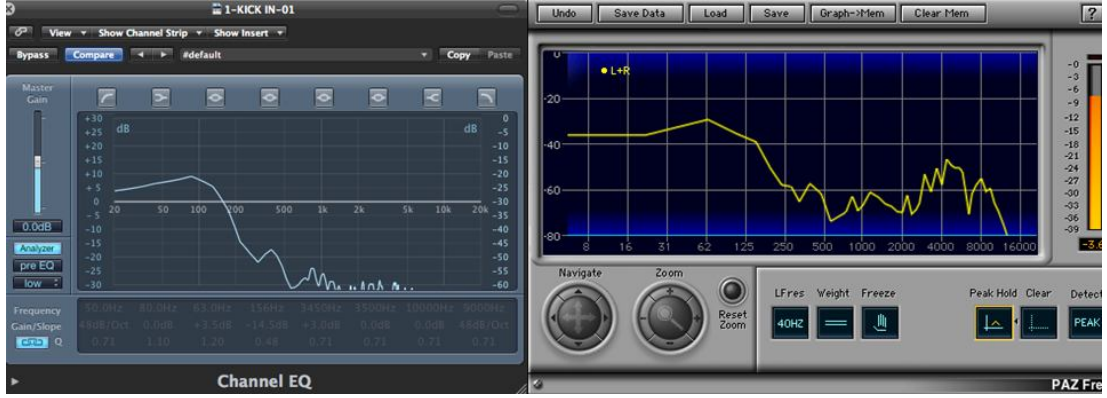 1-KICK IN-01
View Show Channel Strip Show Insert
Bypass Compare #default Copy Paste
Master
Gain
+30 dB dB 0
+25 -5
+20 -10
+15 -15
+10 -20
+5 -25
0 20 50 100 200 500 1k 2k 5k 10k 20k -30
-5 -35
-10 -40
-15 -45
-20 -50
-25 -55
-30 -60
0.0dB
Analyzer
pre EQ
low
Frequency 50.0Hz 80.0Hz 63.0Hz 156Hz 3450Hz 3500Hz 10000Hz 9000Hz
Gain/Slope 48dB/Oct 0.0dB +3.5dB -14.5dB +3.0dB 0.0dB 0.0dB 48dB/Oct
Q 0.71 1.10 1.20 0.48 0.71 0.71 0.71 0.71
Channel EQ
Undo Save Data Load Save Graph->Mem Clear Mem ?
0
L+R
-20
-40
-60
-80
8 16 31 62 125 250 500 1000 2000 4000 8000 16000
-0
-3
-6
-9
-12
-15
-18
-21
-24
-27
-30
-33
-36
-39
-3.6
Navigate Zoom
Reset
Zoom
LFres Weight Freeze Peak Hold Clear Detect
40HZ PEAK
PAZ Fre